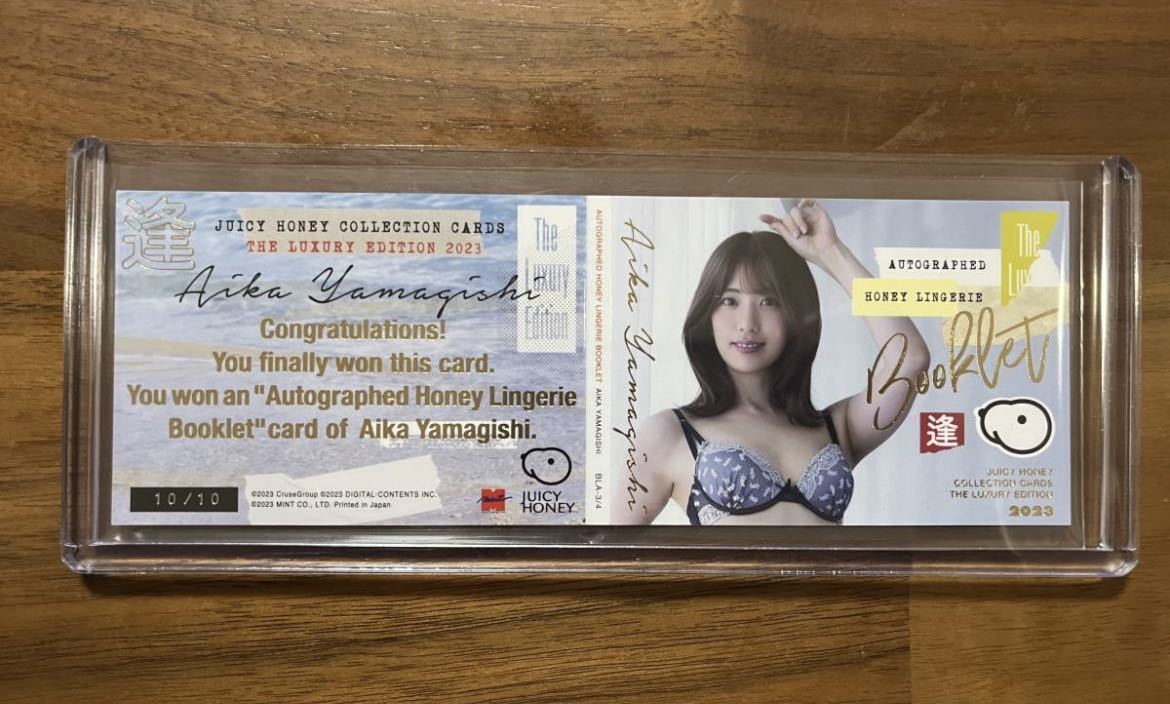 逢
JUICY HONEY COLLECTION CARDS
THE LUXURY EDITION 2023
The
Luxury
Edition
Aika Yamagishi
Congratulations!
You finally won this card.
You won an "Autographed Honey Lingerie
Booklet" card of Aika Yamagishi.
10/10
©2023 CruseGroup ©2023 DIGITAL-CONTENTS INC.
©2023 MINT CO., LTD. Printed in Japan
mint
JUICY
HONEY
AUTOGRAPHED HONEY LINGERIE BOOKLET AIKA YAMAGISHI BLA-3/4
Aika Yamagishi
The
AUTOGRAPHED
HONEY LINGERIE
Booklet
逢
JUICY HONEY
COLLECTION CARDS
THE LUXURY EDITION
2023